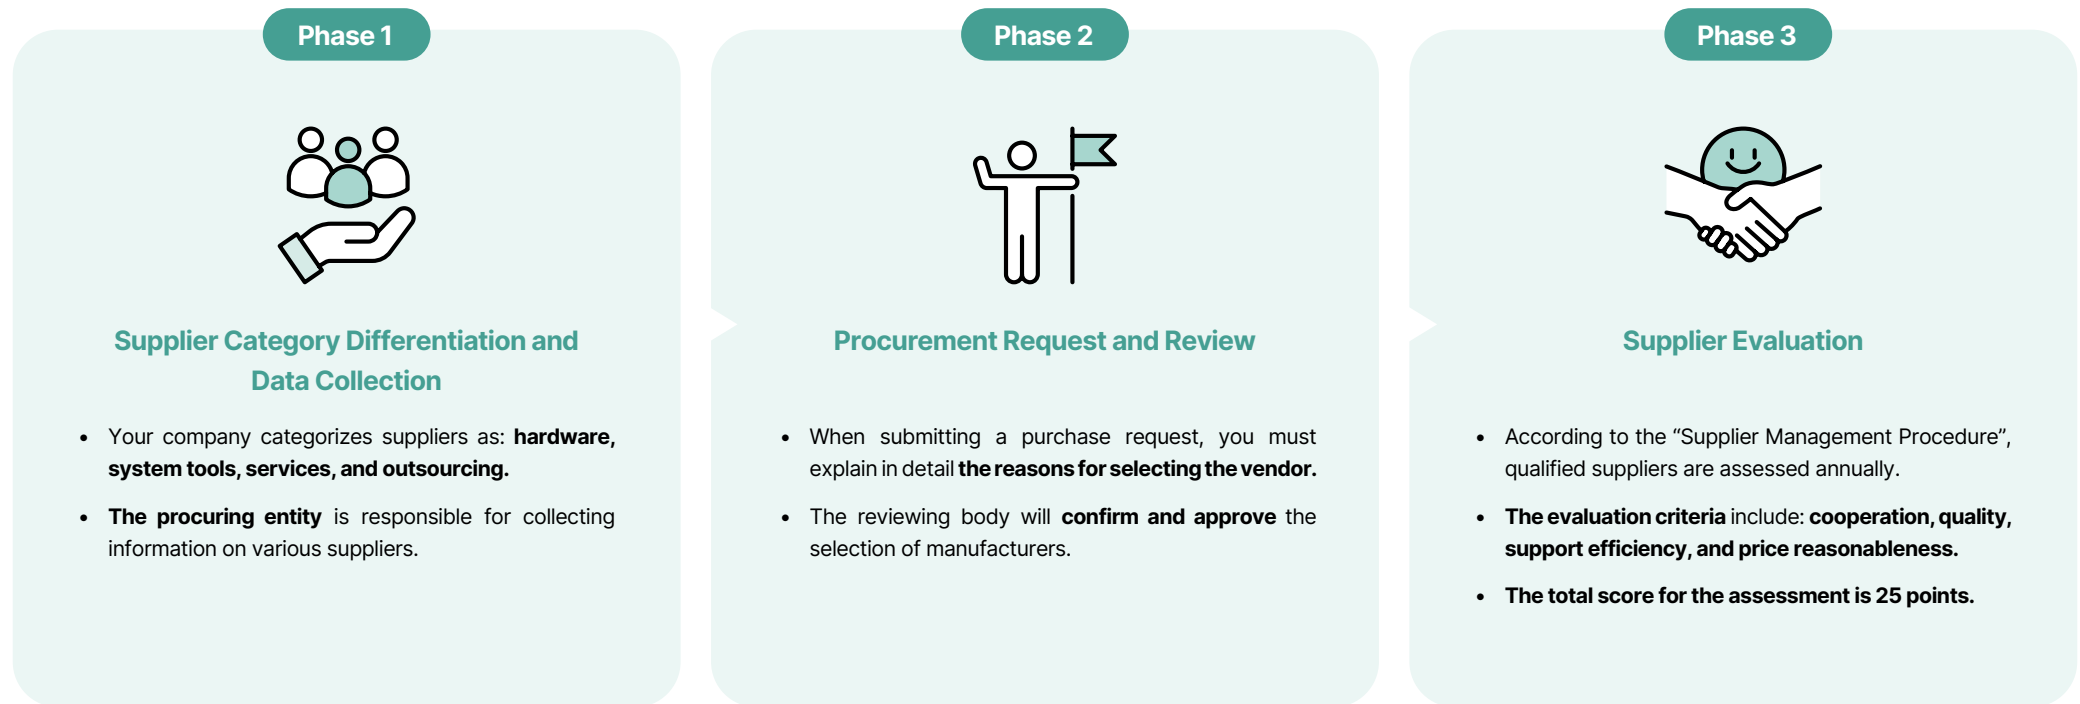 Phase 1
Supplier Category Differentiation and
Data Collection
• Your company categorizes suppliers as: hardware,
system tools, services, and outsourcing.
• The procuring entity is responsible for collecting
information on various suppliers.
Phase 2
Procurement Request and Review
• When submitting a purchase request, you must
explain in detail the reasons for selecting the vendor.
• The reviewing body will confirm and approve the
selection of manufacturers.
Phase 3
Supplier Evaluation
• According to the “Supplier Management Procedure”,
qualified suppliers are assessed annually.
• The evaluation criteria include: cooperation, quality,
support efficiency, and price reasonableness.
• The total score for the assessment is 25 points.